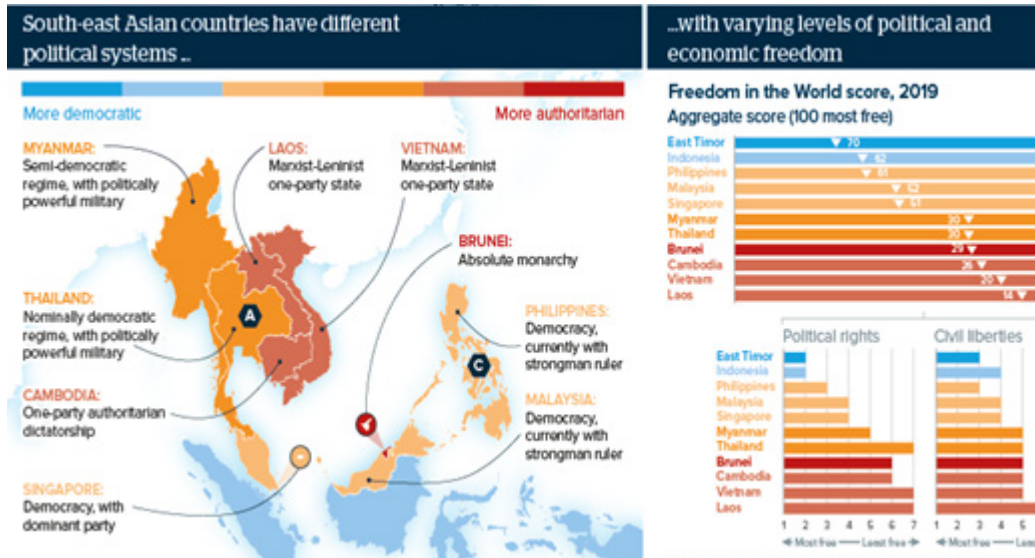 South-east Asian countries have different
political systems ...
More democratic
More authoritarian
MYANMAR:
Semi-democratic
regime, with politically
powerful military
LAOS:
Marxist-Leninist
one-party state
VIETNAM:
Marxist-Leninist
one-party state
BRUNEI:
Absolute monarchy
THAILAND:
Nominally democratic
regime, with politically
powerful military
A
PHILIPPINES:
Democracy,
currently with
strongman ruler
C
CAMBODIA:
One-party authoritarian
dictatorship
MALAYSIA:
Democracy,
currently with
strongman ruler
SINGAPORE:
Democracy, with
dominant party
...with varying levels of political and
economic freedom
Freedom in the World score, 2019
Aggregate score (100 most free)
East Timor 70
Indonesia 62
Philippines 61
Malaysia 52
Singapore 51
Myanmar 30
Thailand 30
Brunei 29
Cambodia 26
Vietnam 20
Laos 14
Political rights
Civil liberties
East Timor
Indonesia
Philippines
Malaysia
Singapore
Myanmar
Thailand
Brunei
Cambodia
Vietnam
Laos
1 2 3 4 5 6 7
1 2 3 4 5
Most free Least free
Most free Least